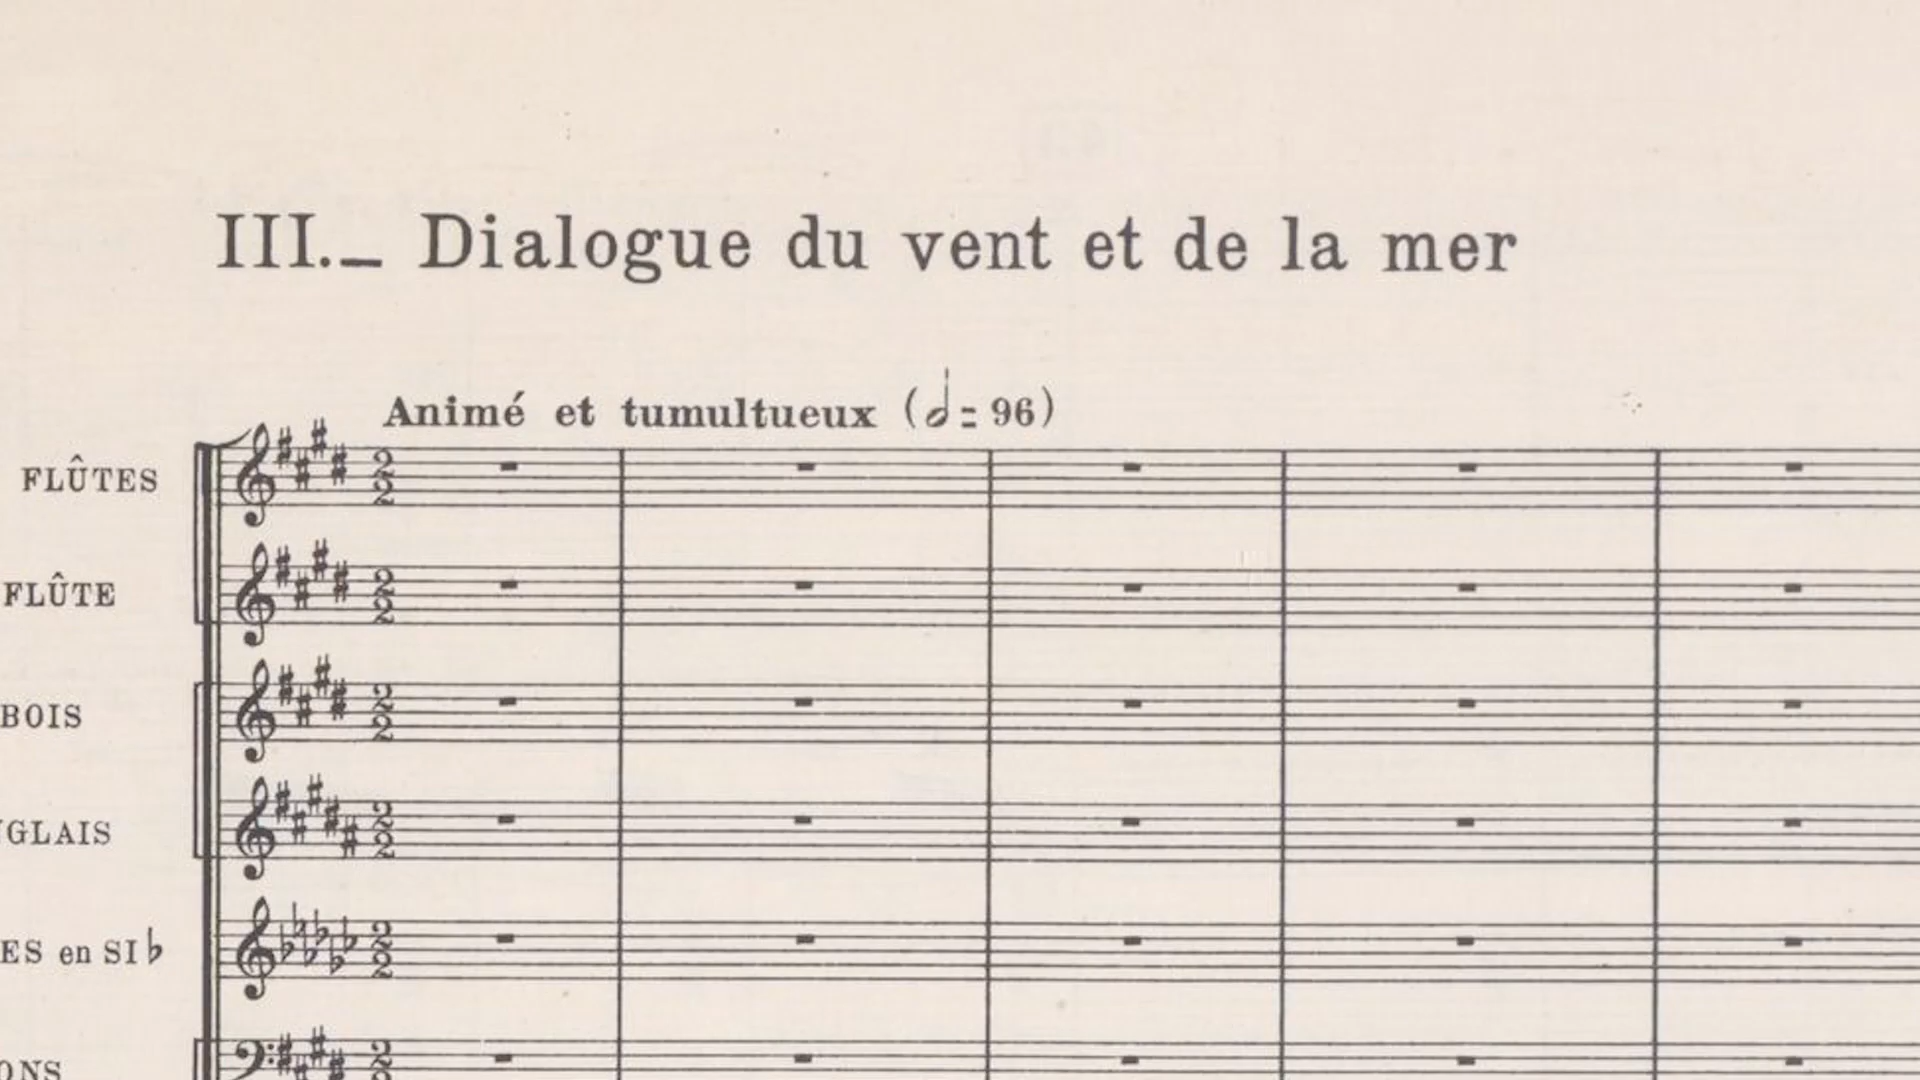 III._ Dialogue du vent et de la mer
Animé et tumultueux (𝅗𝅥 = 96)
FLÛTES
FLÛTE
BOIS
GLAIS
ES en SI♭
ONS